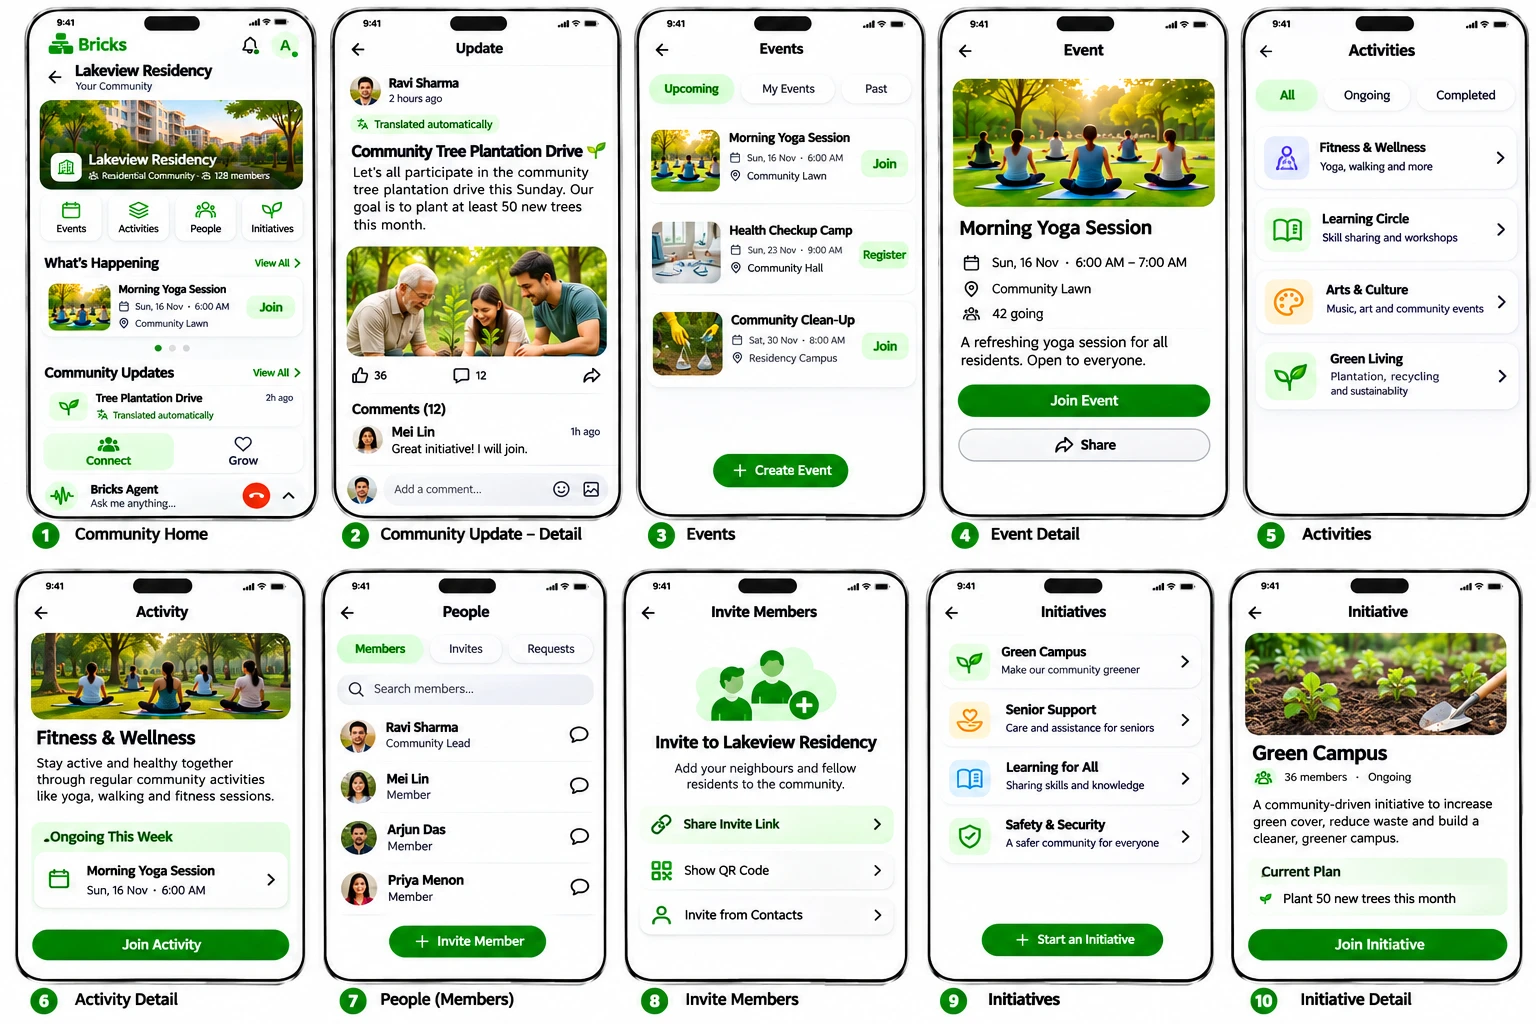 9:41
Bricks
A
Lakeview Residency
Your Community
Lakeview Residency
Residential Community · 128 members
Events
Activities
People
Initiatives
What's Happening
View All
Morning Yoga Session
Sun, 16 Nov · 6:00 AM
Community Lawn
Join
Community Updates
View All
Tree Plantation Drive
2h ago
Translated automatically
Connect
Grow
Bricks Agent
Ask me anything...
1 Community Home
9:41
Update
Ravi Sharma
2 hours ago
Translated automatically
Community Tree Plantation Drive
Let's all participate in the community
tree plantation drive this Sunday. Our
goal is to plant at least 50 new trees
this month.
36
12
Comments (12)
Mei Lin
1h ago
Great initiative! I will join.
Add a comment...
2 Community Update – Detail
9:41
Events
Upcoming
My Events
Past
Morning Yoga Session
Sun, 16 Nov · 6:00 AM
Community Lawn
Join
Health Checkup Camp
Sun, 23 Nov · 9:00 AM
Community Hall
Register
Community Clean-Up
Sat, 30 Nov · 8:00 AM
Residency Campus
Join
+ Create Event
3 Events
9:41
Event
Morning Yoga Session
Sun, 16 Nov · 6:00 AM – 7:00 AM
Community Lawn
42 going
A refreshing yoga session for all
residents. Open to everyone.
Join Event
Share
4 Event Detail
9:41
Activities
All
Ongoing
Completed
Fitness & Wellness
Yoga, walking and more
Learning Circle
Skill sharing and workshops
Arts & Culture
Music, art and community events
Green Living
Plantation, recycling
and sustainablity
5 Activities
9:41
Activity
Fitness & Wellness
Stay active and healthy together
through regular community activities
like yoga, walking and fitness sessions.
Ongoing This Week
Morning Yoga Session
Sun, 16 Nov · 6:00 AM
Join Activity
6 Activity Detail
9:41
People
Members
Invites
Requests
Search members...
Ravi Sharma
Community Lead
Mei Lin
Member
Arjun Das
Member
Priya Menon
Member
+ Invite Member
7 People (Members)
9:41
Invite Members
Invite to Lakeview Residency
Add your neighbours and fellow
residents to the community.
Share Invite Link
Show QR Code
Invite from Contacts
8 Invite Members
9:41
Initiatives
Green Campus
Make our community greener
Senior Support
Care and assistance for seniors
Learning for All
Sharing skills and knowledge
Safety & Security
A safer community for everyone
+ Start an Initiative
9 Initiatives
9:41
Initiative
Green Campus
36 members · Ongoing
A community-driven initiative to increase
green cover, reduce waste and build a
cleaner, greener campus.
Current Plan
Plant 50 new trees this month
Join Initiative
10 Initiative Detail